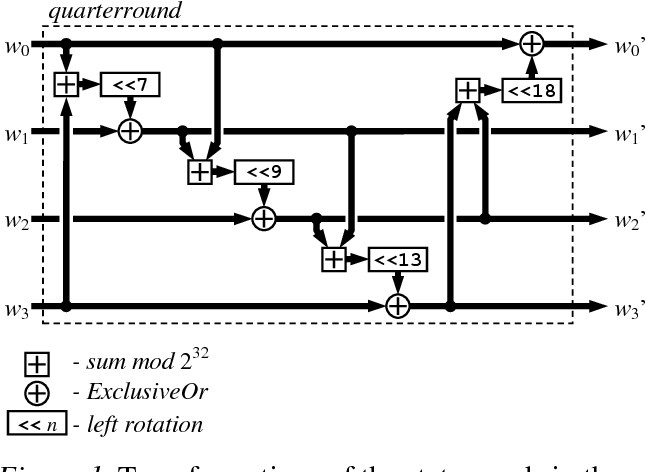 quarterround
w0 w0’
<<7 <<18
w1 w1’
<<9
w2 w2’
<<13
w3 w3’
- sum mod 2^32
- ExclusiveOr
<< n - left rotation